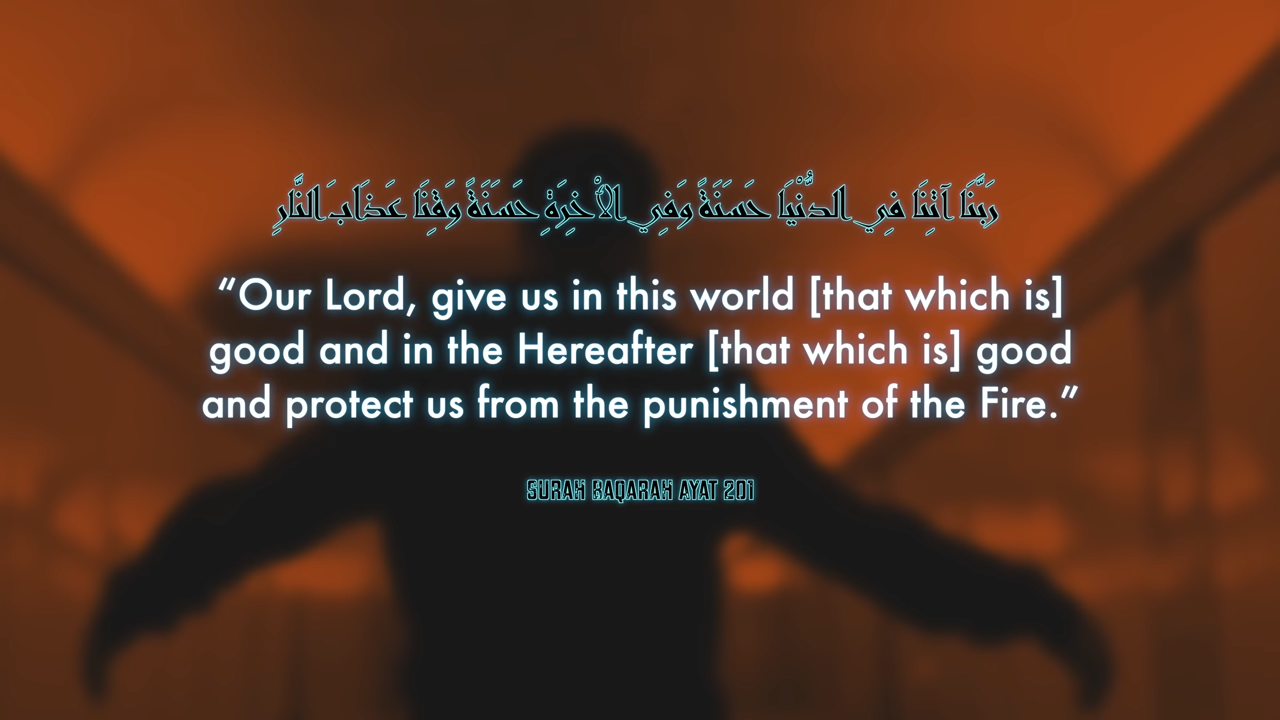 رَبَّنَا آتِنَا فِي الدُّنْيَا حَسَنَةً وَفِي الْآخِرَةِ حَسَنَةً وَقِنَا عَذَابَ النَّارِ
“Our Lord, give us in this world [that which is]
good and in the Hereafter [that which is] good
and protect us from the punishment of the Fire.”
SURAH BAQARAH AYAT 201